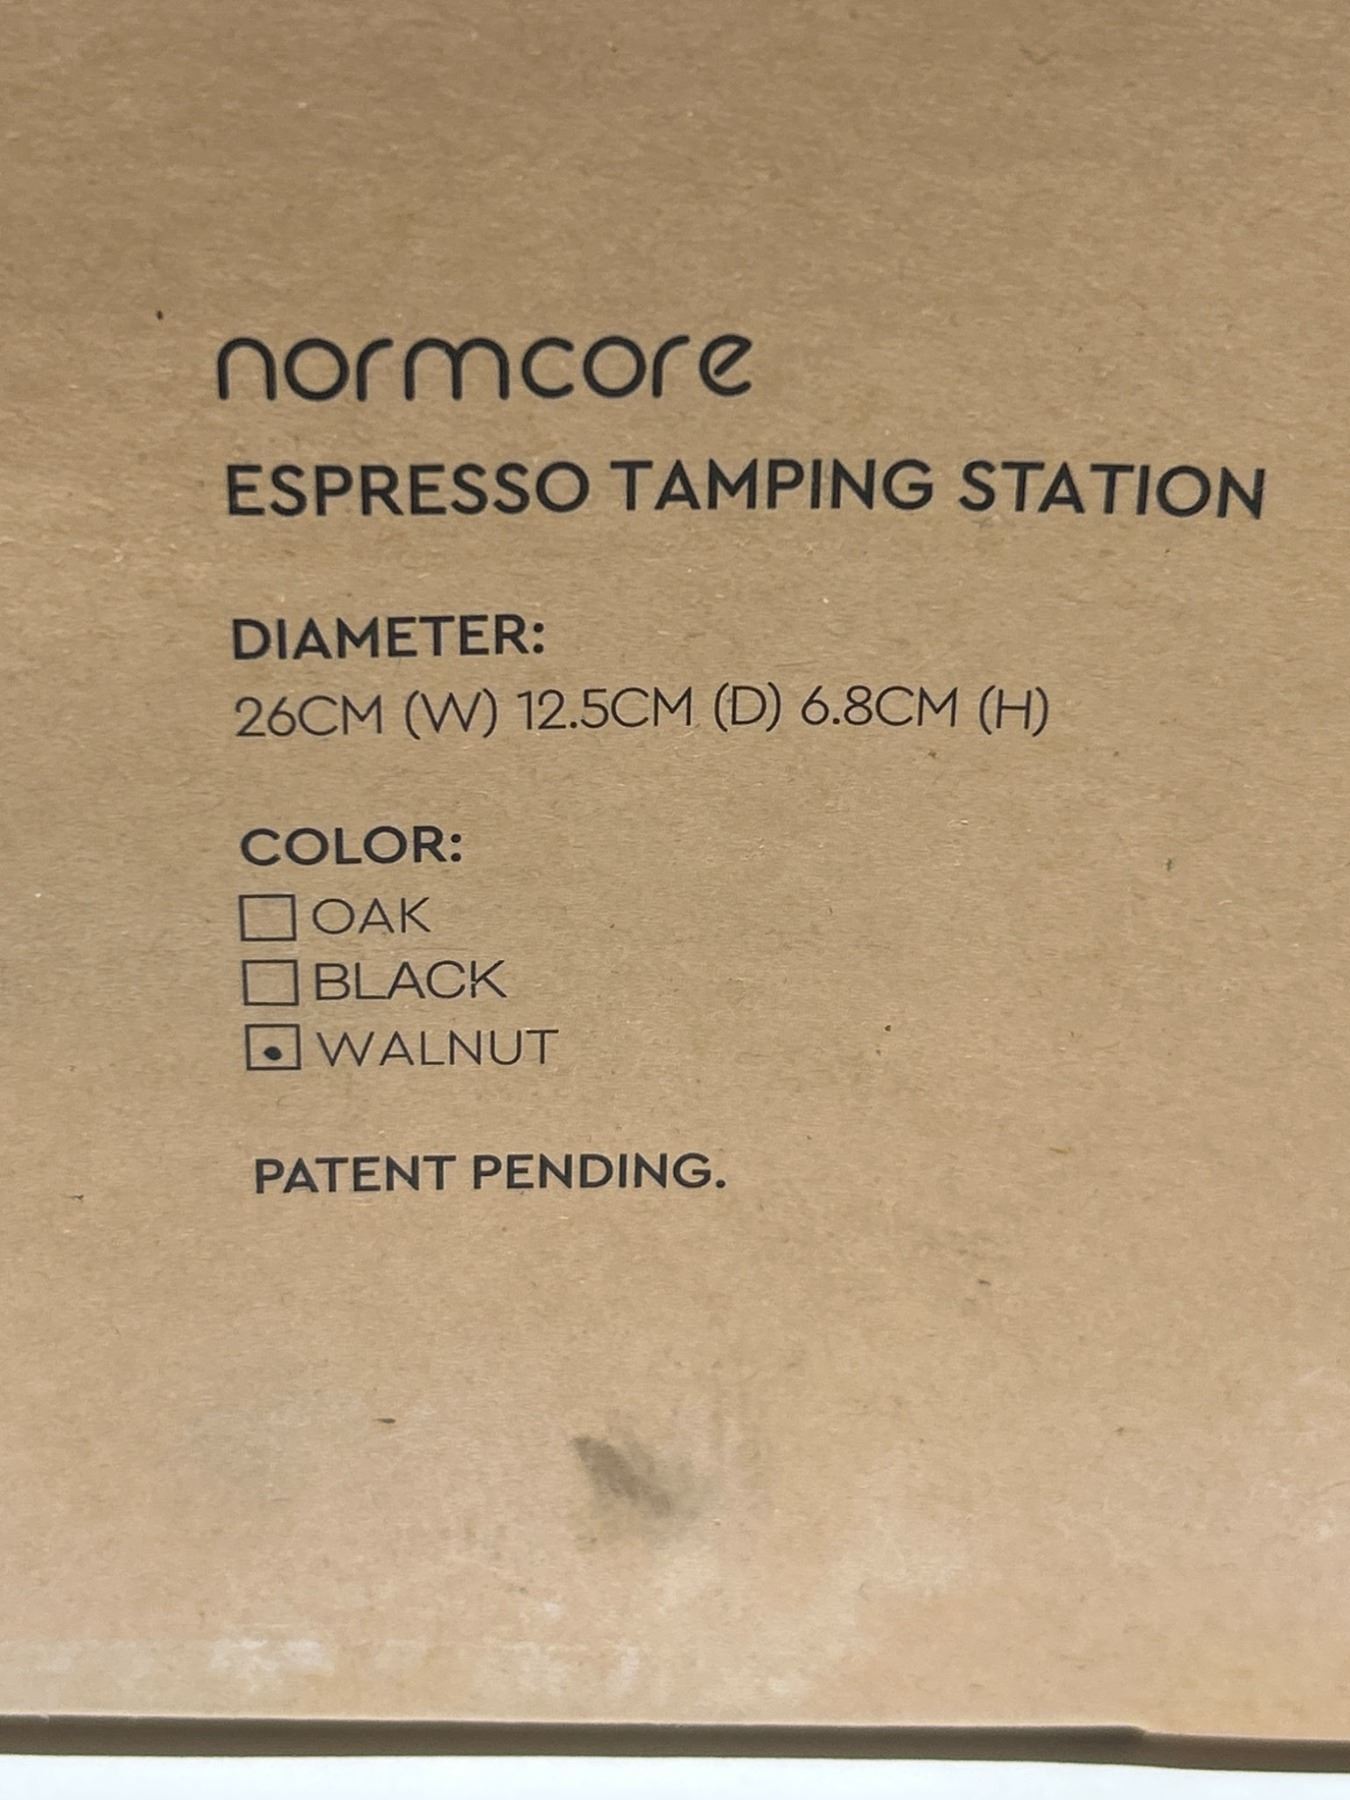 normcore
ESPRESSO TAMPING STATION
DIAMETER:
26CM (W) 12.5CM (D) 6.8CM (H)
COLOR:
OAK
BLACK
WALNUT
PATENT PENDING.